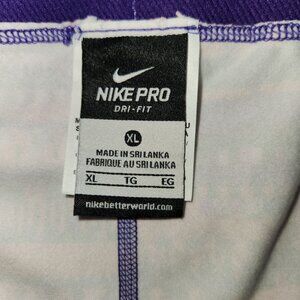 NIKE PRO
DRI-FIT
XL
MADE IN SRI LANKA
FABRIQUE AU SRI LANKA
XL TG EG
nikebetterworld.com